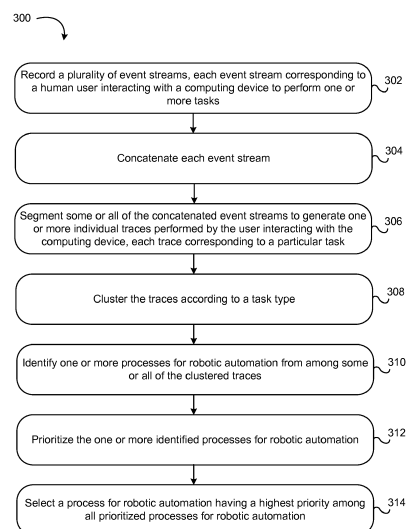 300
Record a plurality of event streams, each event stream corresponding to
a human user interacting with a computing device to perform one or
more tasks
302
Concatenate each event stream
304
Segment some or all of the concatenated event streams to generate one
or more individual traces performed by the user interacting with the
computing device, each trace corresponding to a particular task
306
Cluster the traces according to a task type
308
Identify one or more processes for robotic automation from among some
or all of the clustered traces
310
Prioritize the one or more identified processes for robotic automation
312
Select a process for robotic automation having a highest priority among
all prioritized processes for robotic automation
314